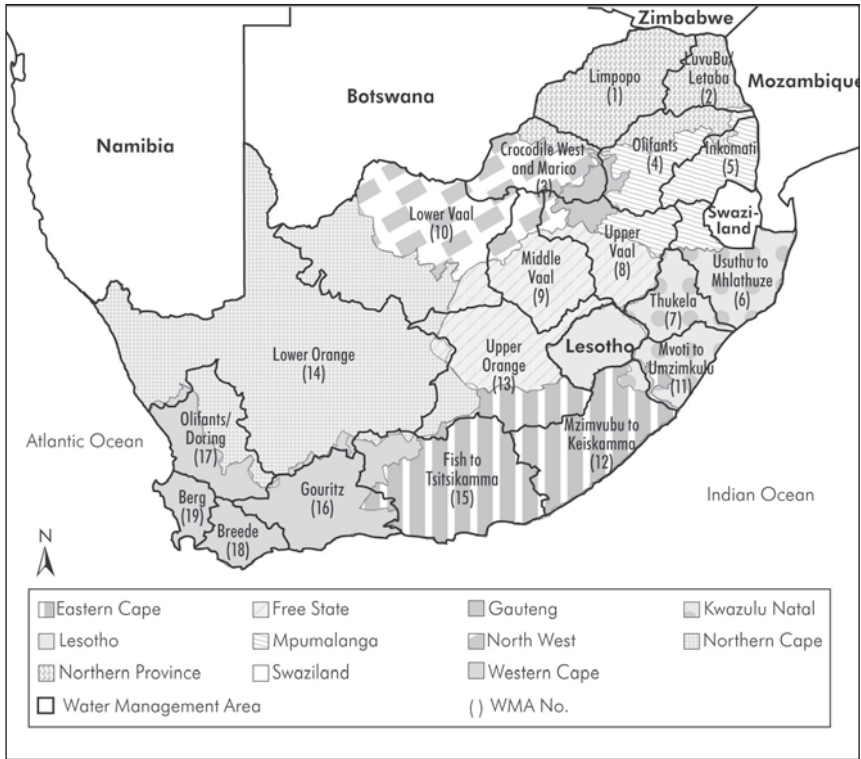 Zimbabwe
LuvuBu/
Letaba
(2)
Limpopo
(1)
Mozambique
Botswana
Namibia
Olifants
(4)
Inkomati
(5)
Crocodile West
and Marico
(3)
Lower Vaal
(10)
Swazi-
land
Upper
Vaal
(8)
Middle
Vaal
(9)
Usuthu to
Mhlathuze
(6)
Thukela
(7)
Lesotho
Mvoti to
Umzimkulu
(11)
Lower Orange
(14)
Upper
Orange
(13)
Olifants/
Doring
(17)
Atlantic Ocean
Mzimvubu to
Keiskamma
(12)
Fish to
Tsitsikamma
(15)
Gouritz
(16)
Berg
(19)
Breede
(18)
Indian Ocean
N
Eastern Cape
Free State
Gauteng
Kwazulu Natal
Lesotho
Mpumalanga
North West
Northern Cape
Northern Province
Swaziland
Western Cape
Water Management Area
( ) WMA No.